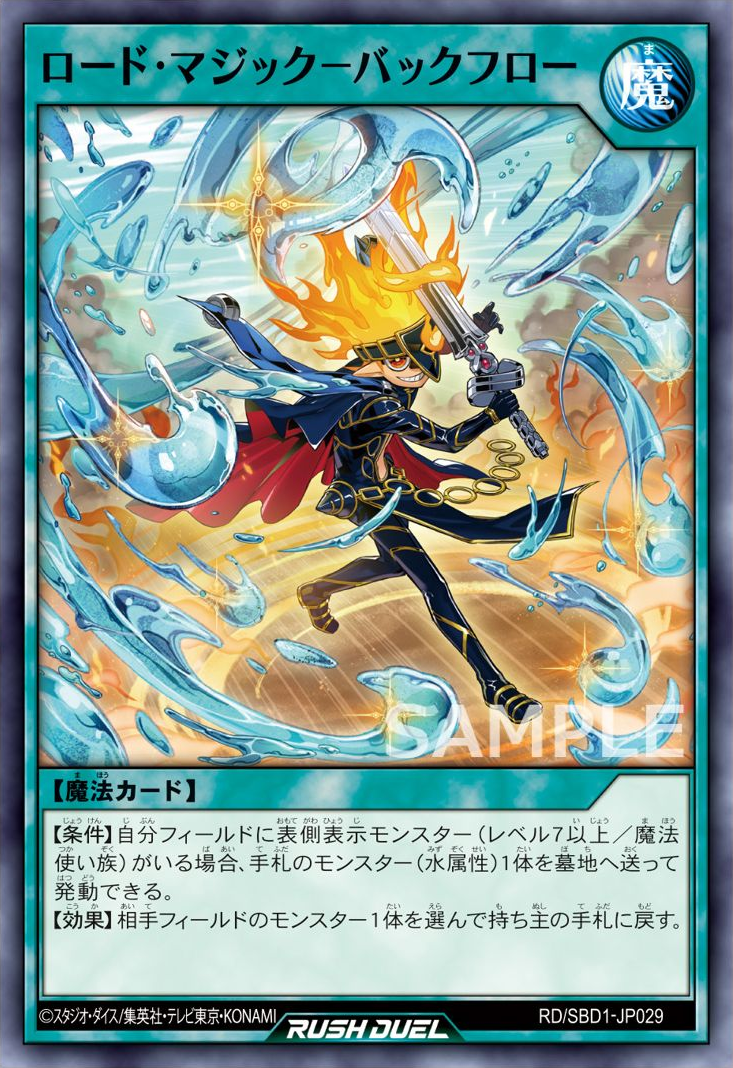 ロード・マジック－バックフロー
魔
ま
SAMPLE
【魔法カード】
【条件】自分フィールドに表側表示モンスター(レベル7以上／魔法
使い族)がいる場合、手札のモンスター(水属性)1体を墓地へ送って
発動できる。
【効果】相手フィールドのモンスター1体を選んで持ち主の手札に戻す。
©スタジオ・ダイス/集英社・テレビ東京・KONAMI
RUSH DUEL
RD/SBD1-JP029